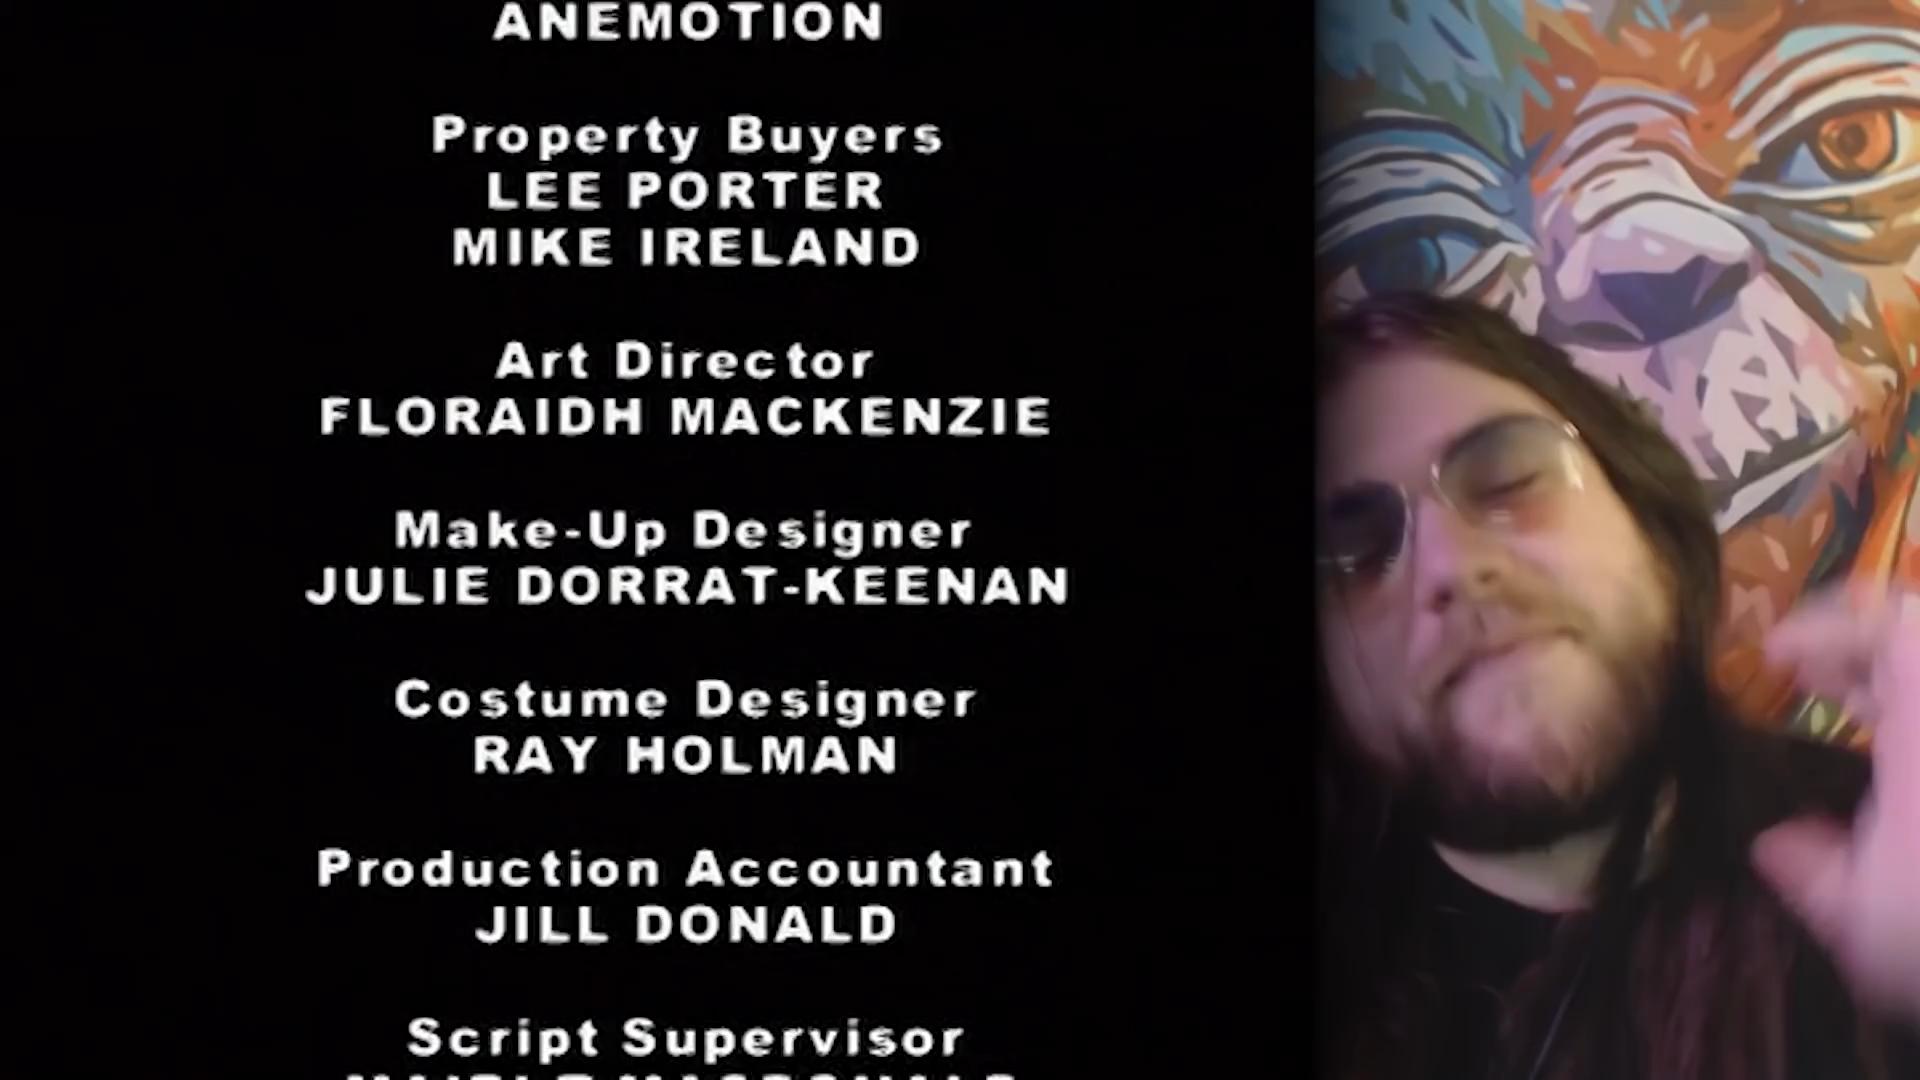 ANEMOTION
Property Buyers
LEE PORTER
MIKE IRELAND
Art Director
FLORAIDH MACKENZIE
Make-Up Designer
JULIE DORRAT-KEENAN
Costume Designer
RAY HOLMAN
Production Accountant
JILL DONALD
Script Supervisor